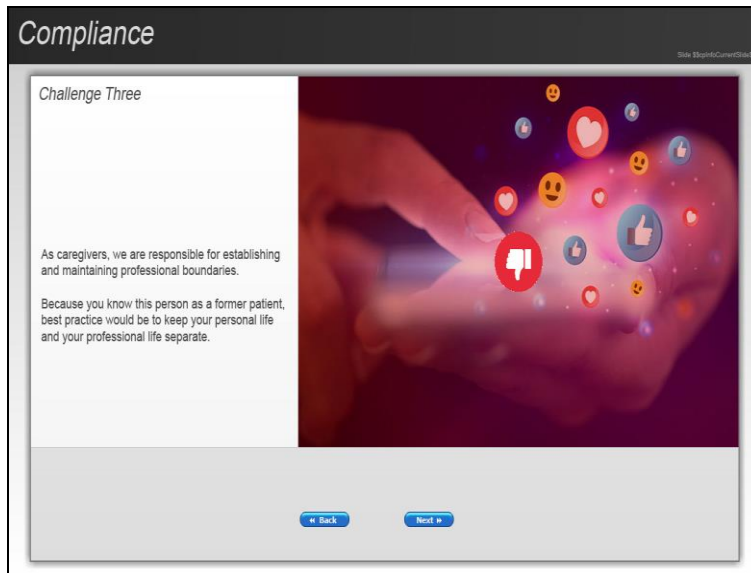 Compliance
Slide $$cpInfoCurrentSlide$
Challenge Three
As caregivers, we are responsible for establishing
and maintaining professional boundaries.
Because you know this person as a former patient,
best practice would be to keep your personal life
and your professional life separate.
Back
Next